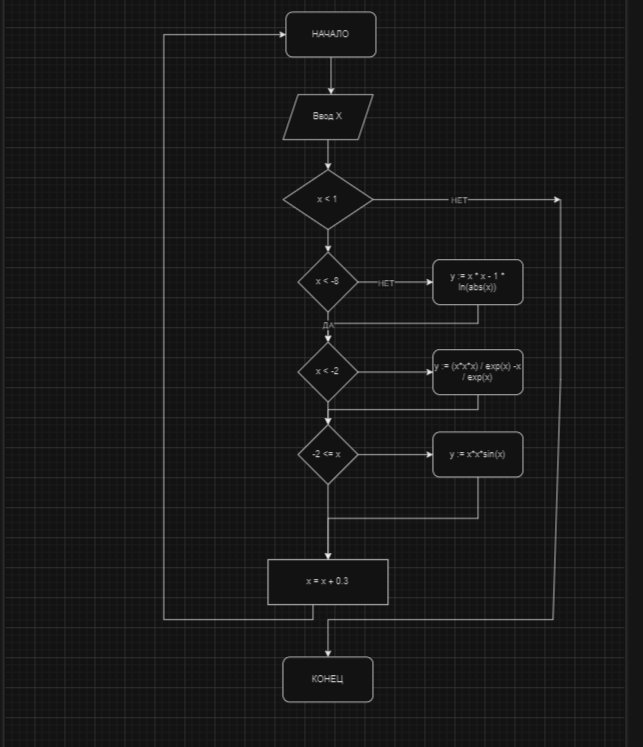 НАЧАЛО
Ввод X
x < 1
НЕТ
x < -8
НЕТ
y := x * x - 1 *
ln(abs(x))
ДА
x < -2
y := (x*x*x) / exp(x) -x
/ exp(x)
-2 <= x
y := x*x*sin(x)
x = x + 0.3
КОНЕЦ